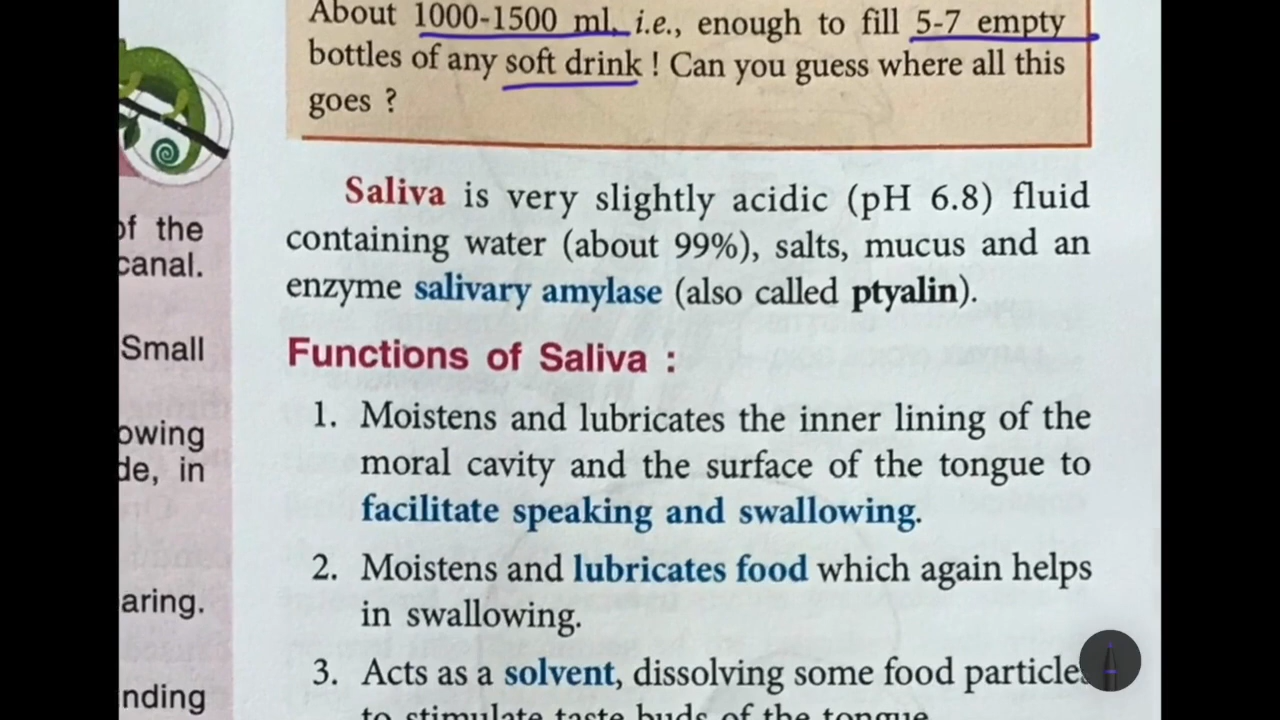 About 1000-1500 ml, i.e., enough to fill 5-7 empty
bottles of any soft drink ! Can you guess where all this
goes ?
of the
canal.
Small
owing
de, in
aring.
nding
Saliva is very slightly acidic (pH 6.8) fluid
containing water (about 99%), salts, mucus and an
enzyme salivary amylase (also called ptyalin).
Functions of Saliva :
1. Moistens and lubricates the inner lining of the
moral cavity and the surface of the tongue to
facilitate speaking and swallowing.
2. Moistens and lubricates food which again helps
in swallowing.
3. Acts as a solvent, dissolving some food particles
to stimulate taste buds of the tongue.